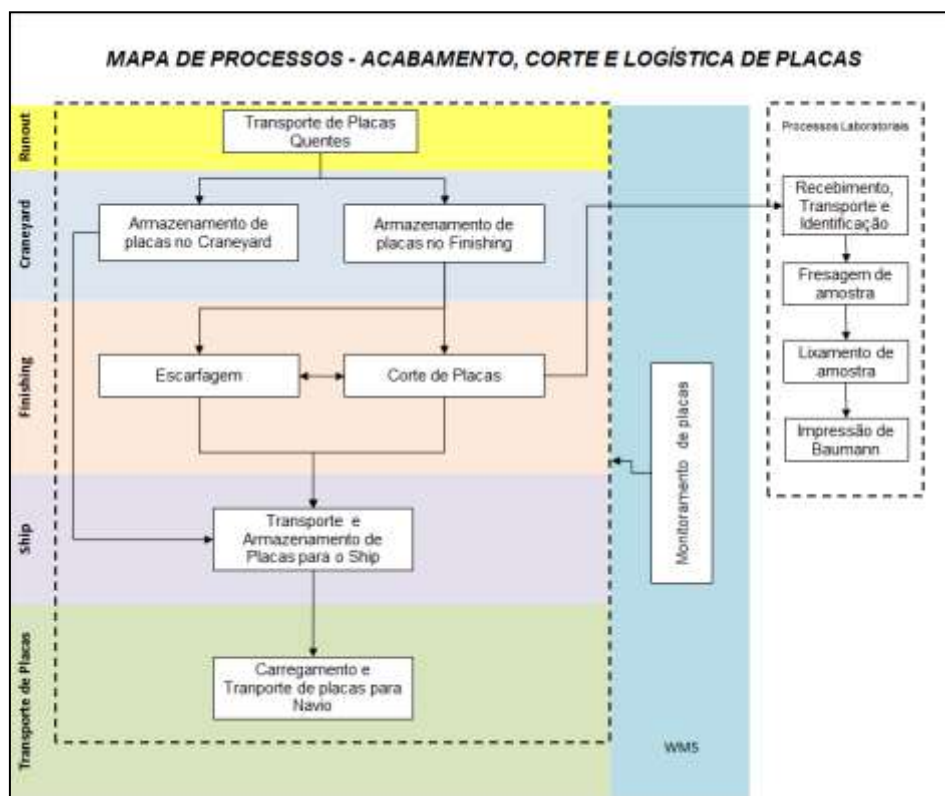 MAPA DE PROCESSOS - ACABAMENTO, CORTE E LOGÍSTICA DE PLACAS
Runout
Transporte de Placas
Quentes
Processos Laboratoriais
Craneyard
Armazenamento de
placas no Craneyard
Armazenamento de
placas no Finishing
Recebimento,
Transporte e
Identificação
Fresagem de
amostra
Finishing
Escarfagem
Corte de Placas
Lixamento de
amostra
Impressão de
Baumann
Monitoramento de placas
Ship
Transporte e
Armazenamento de
Placas para o Ship
Transporte de Placas
Carregamento e
Tranporte de placas para
Navio
WMS